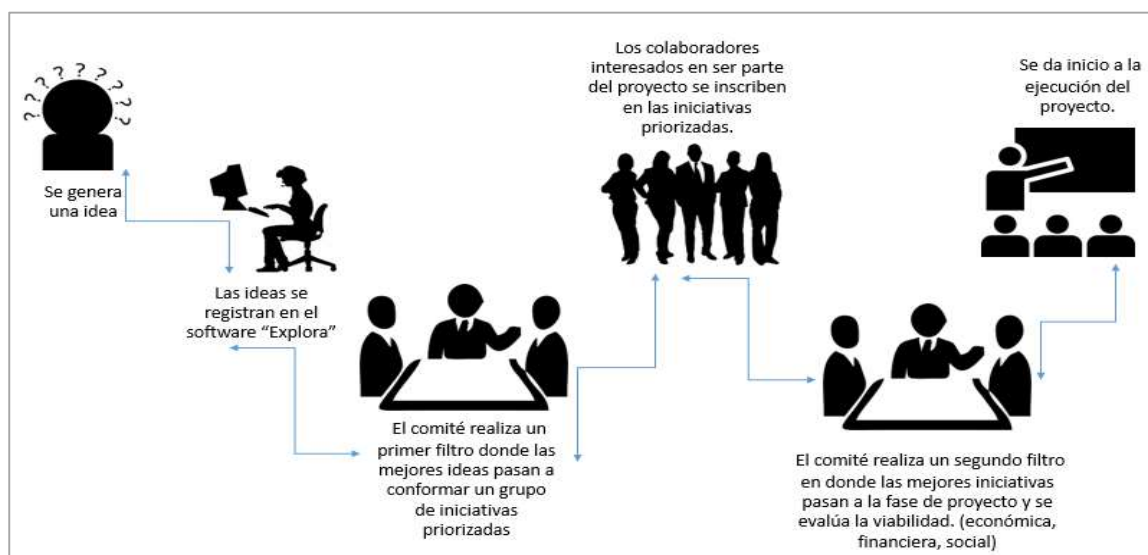 ? ? ? ? ? ? ? ? ?
Se genera
una idea
Las ideas se
registran en el
software “Explora”
El comité realiza un
primer filtro donde las
mejores ideas pasan a
conformar un grupo
de iniciativas
priorizadas
Los colaboradores
interesados en ser parte
del proyecto se inscriben
en las iniciativas
priorizadas.
El comité realiza un segundo filtro
en donde las mejores iniciativas
pasan a la fase de proyecto y se
evalúa la viabilidad. (económica,
financiera, social)
Se da inicio a la
ejecución del
proyecto.